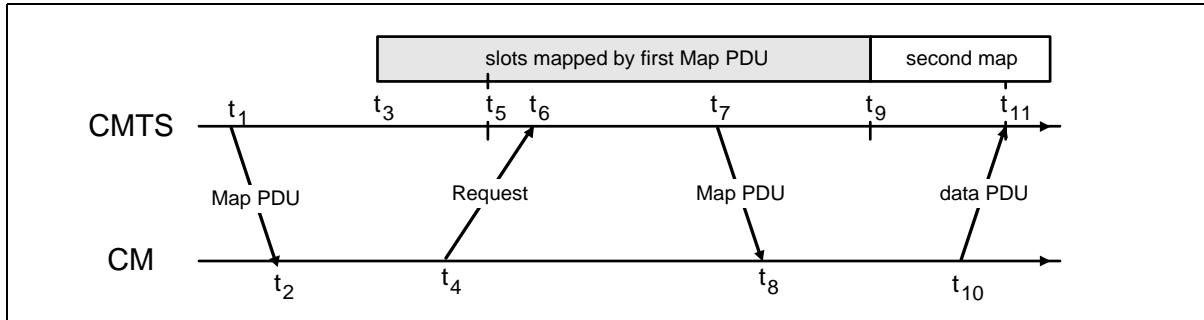 slots mapped by first Map PDU second map
t1 t3 t5 t6 t7 t9 t11
CMTS
Map PDU Request Map PDU data PDU
CM
t2 t4 t8 t10